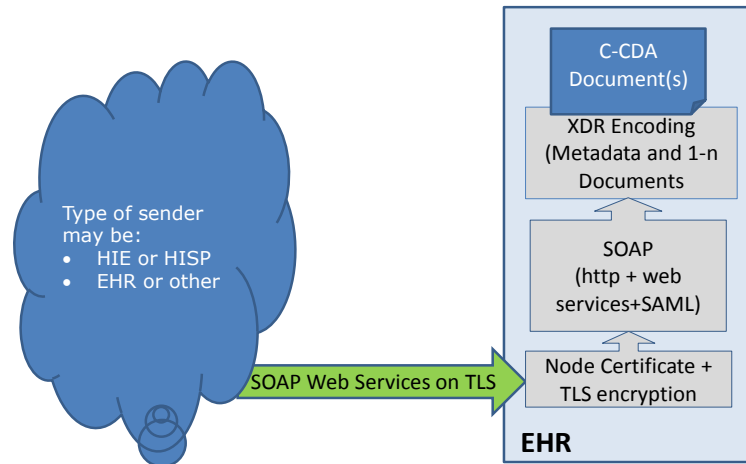 Type of sender
may be:
• HIE or HISP
• EHR or other
SOAP Web Services on TLS
C-CDA
Document(s)
XDR Encoding
(Metadata and 1-n
Documents
SOAP
(http + web
services+SAML)
Node Certificate +
TLS encryption
EHR